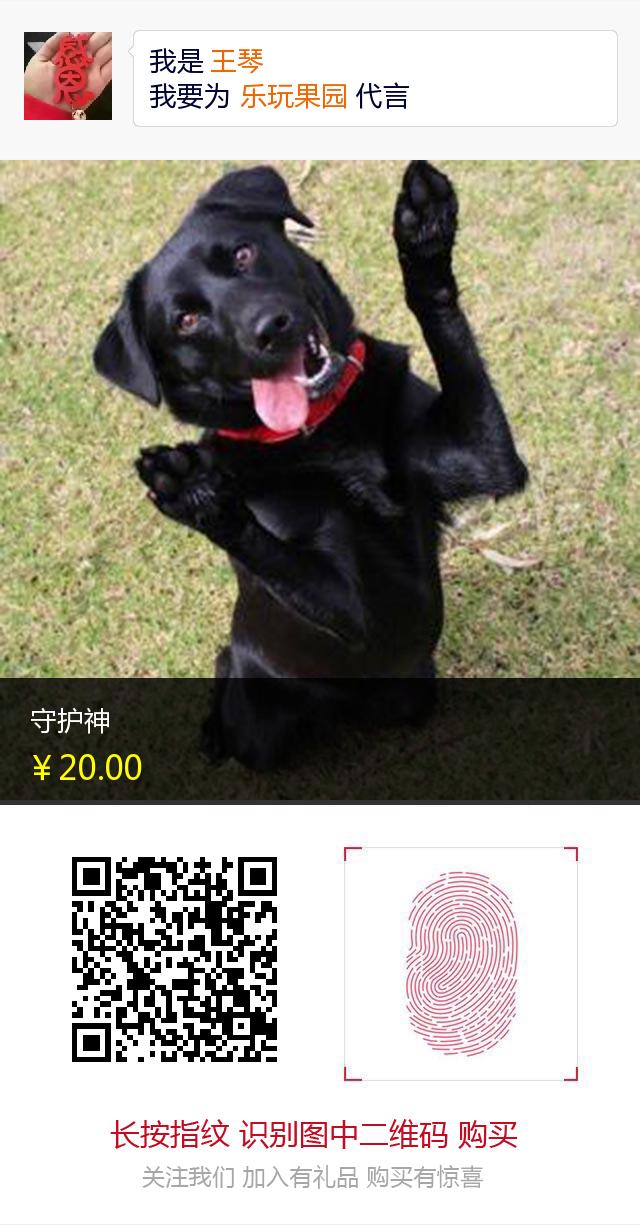 感
恩
我是 王琴
我要为 乐玩果园 代言
守护神
￥20.00
长按指纹 识别图中二维码 购买
关注我们 加入有礼品 购买有惊喜